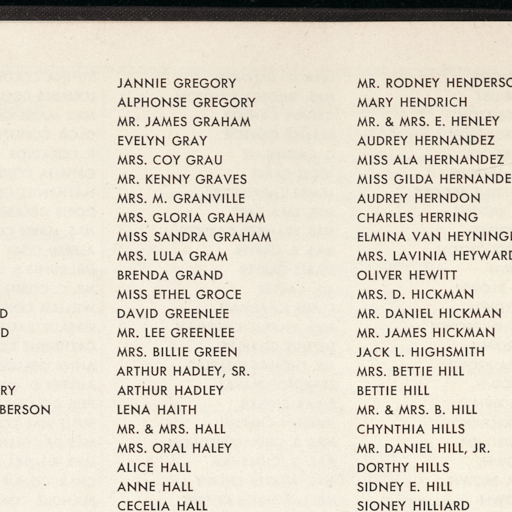 JANNIE GREGORY
ALPHONSE GREGORY
MR. JAMES GRAHAM
EVELYN GRAY
MRS. COY GRAU
MR. KENNY GRAVES
MRS. M. GRANVILLE
MRS. GLORIA GRAHAM
MISS SANDRA GRAHAM
MRS. LULA GRAM
BRENDA GRAND
MISS ETHEL GROCE
DAVID GREENLEE
MR. LEE GREENLEE
MRS. BILLIE GREEN
ARTHUR HADLEY, SR.
ARTHUR HADLEY
LENA HAITH
MR. & MRS. HALL
MRS. ORAL HALEY
ALICE HALL
ANNE HALL
CECELIA HALL
MR. RODNEY HENDERSO
MARY HENDRICH
MR. & MRS. E. HENLEY
AUDREY HERNANDEZ
MISS ALA HERNANDEZ
MISS GILDA HERNANDE
AUDREY HERNDON
CHARLES HERRING
ELMINA VAN HEYNING
MRS. LAVINIA HEYWARD
OLIVER HEWITT
MRS. D. HICKMAN
MR. DANIEL HICKMAN
MR. JAMES HICKMAN
JACK L. HIGHSMITH
MRS. BETTIE HILL
BETTIE HILL
MR. & MRS. B. HILL
CHYNTHIA HILLS
MR. DANIEL HILL, JR.
DORTHY HILLS
SIDNEY E. HILL
SIONEY HILLIARD